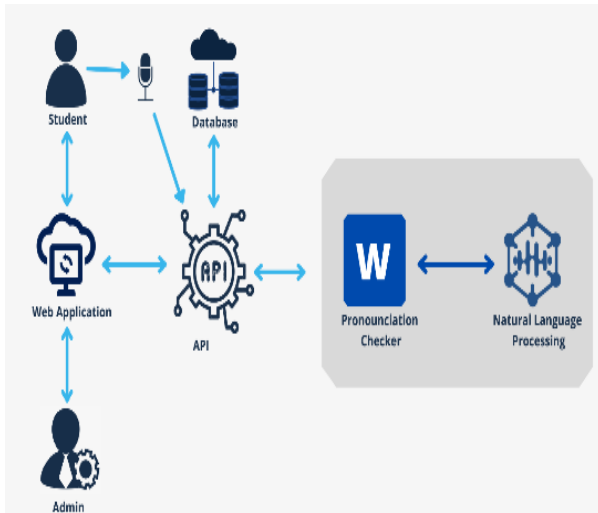 Student
Database
Web Application
API
API
W
Pronounciation
Checker
Natural Language
Processing
Admin